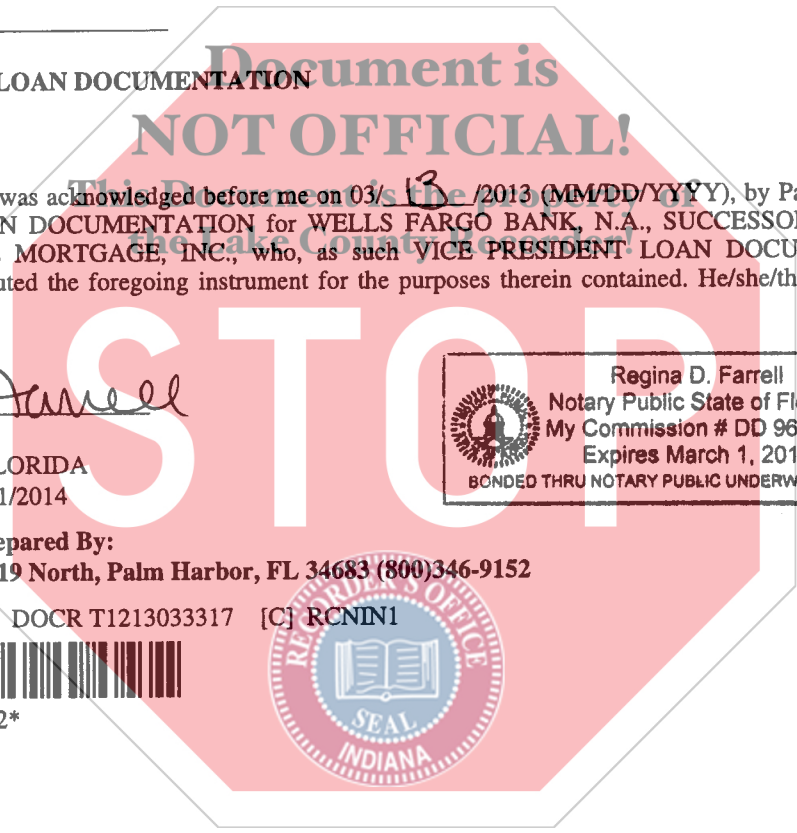 LOAN DOCUMENTATION
Document is
NOT OFFICIAL!
This Document is the property of
the Lake County Recorder!
was acknowledged before me on 03/ 13 /2013 (MM/DD/YYYY), by Pa
N DOCUMENTATION for WELLS FARGO BANK, N.A., SUCCESSO
. MORTGAGE, INC., who, as such VICE PRESIDENT LOAN DOCU
uted the foregoing instrument for the purposes therein contained. He/she/th
STOP
Farrell
Regina D. Farrell
Notary Public State of Fl
My Commission # DD 96
Expires March 1, 201
BONDED THRU NOTARY PUBLIC UNDERW
LORIDA
1/2014
epared By:
19 North, Palm Harbor, FL 34683 (800)346-9152
DOCR T1213033317 [C] RCNIN1
2*
RECORDER'S OFFICE
SEAL
INDIANA